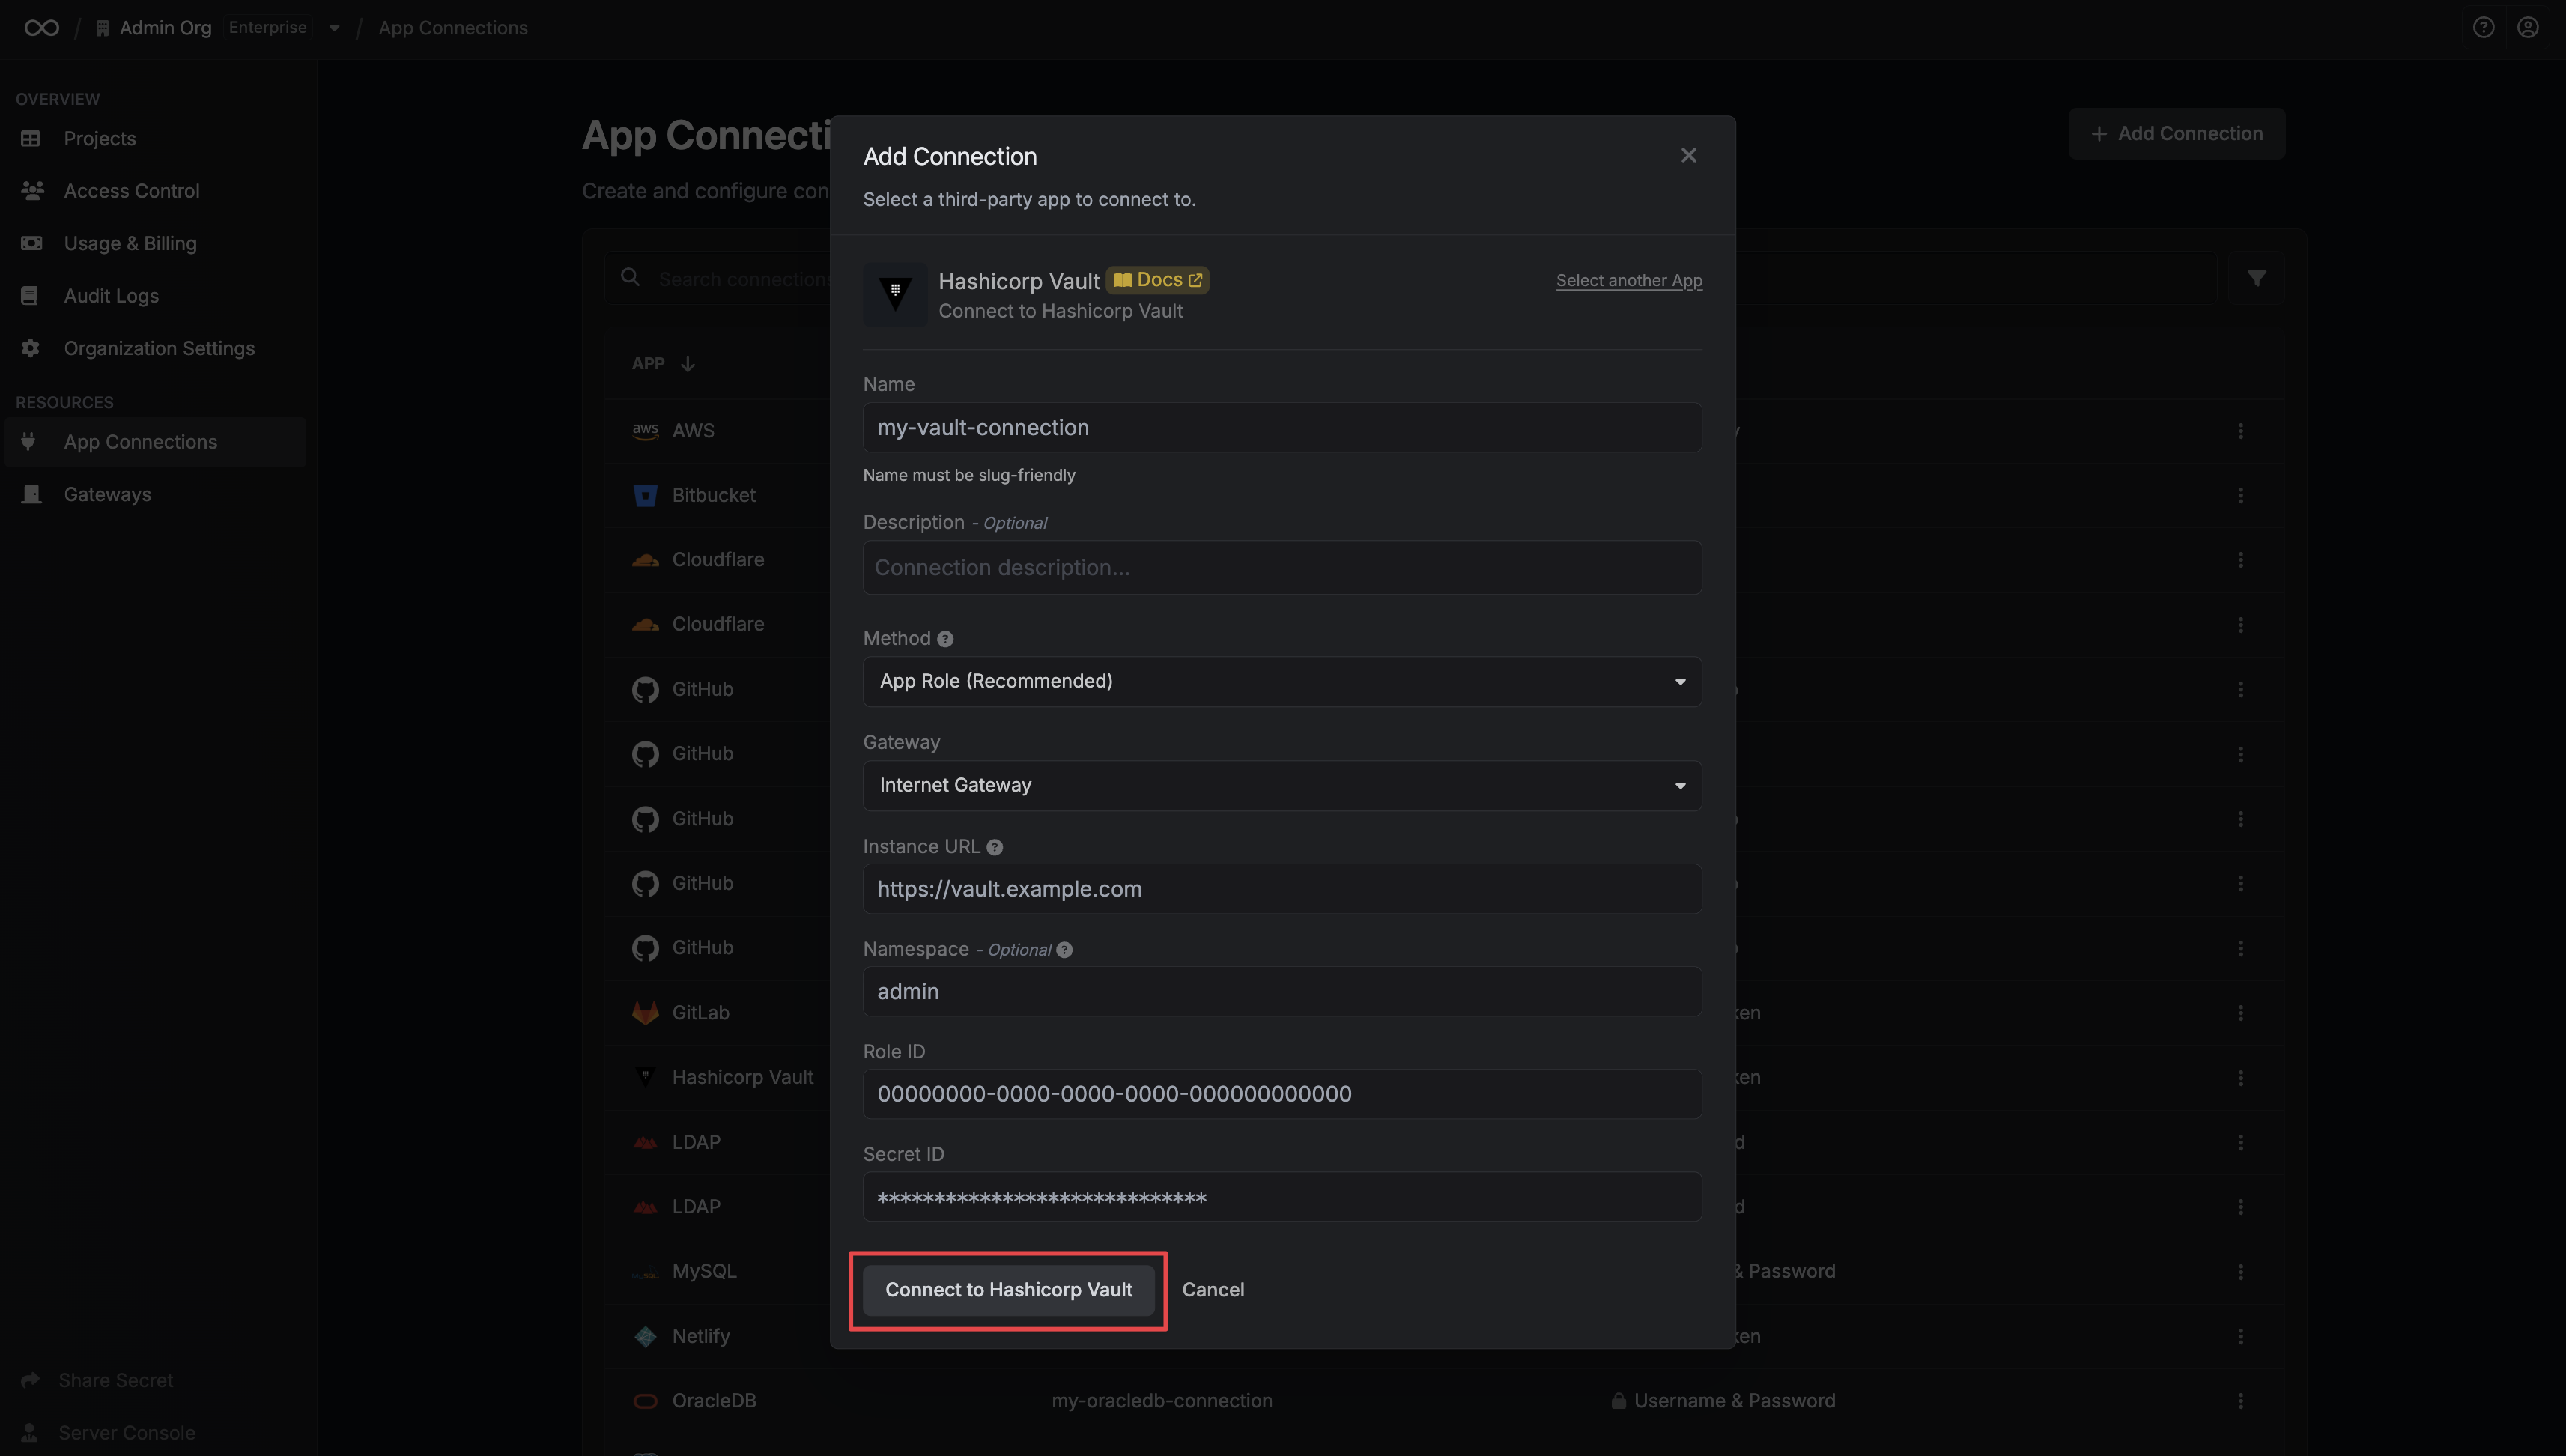 Admin Org Enterprise / App Connections
OVERVIEW
Projects
Access Control
Usage & Billing
Audit Logs
Organization Settings
RESOURCES
App Connections
Gateways
Share Secret
Server Console
App Connecti
Create and configure con
+ Add Connection
Search connections
APP
aws AWS
Bitbucket
Cloudflare
Cloudflare
GitHub
GitHub
GitHub
GitHub
GitHub
GitLab
Hashicorp Vault
LDAP
LDAP
MySQL
Netlify
OracleDB my-oracledb-connection Username & Password
ken
ken
d
d
& Password
ken
Add Connection
Select a third-party app to connect to.
Hashicorp Vault Docs
Connect to Hashicorp Vault
Select another App
Name
my-vault-connection
Name must be slug-friendly
Description - Optional
Connection description...
Method ?
App Role (Recommended)
Gateway
Internet Gateway
Instance URL ?
https://vault.example.com
Namespace - Optional ?
admin
Role ID
00000000-0000-0000-0000-000000000000
Secret ID
*****************************
Connect to Hashicorp Vault
Cancel